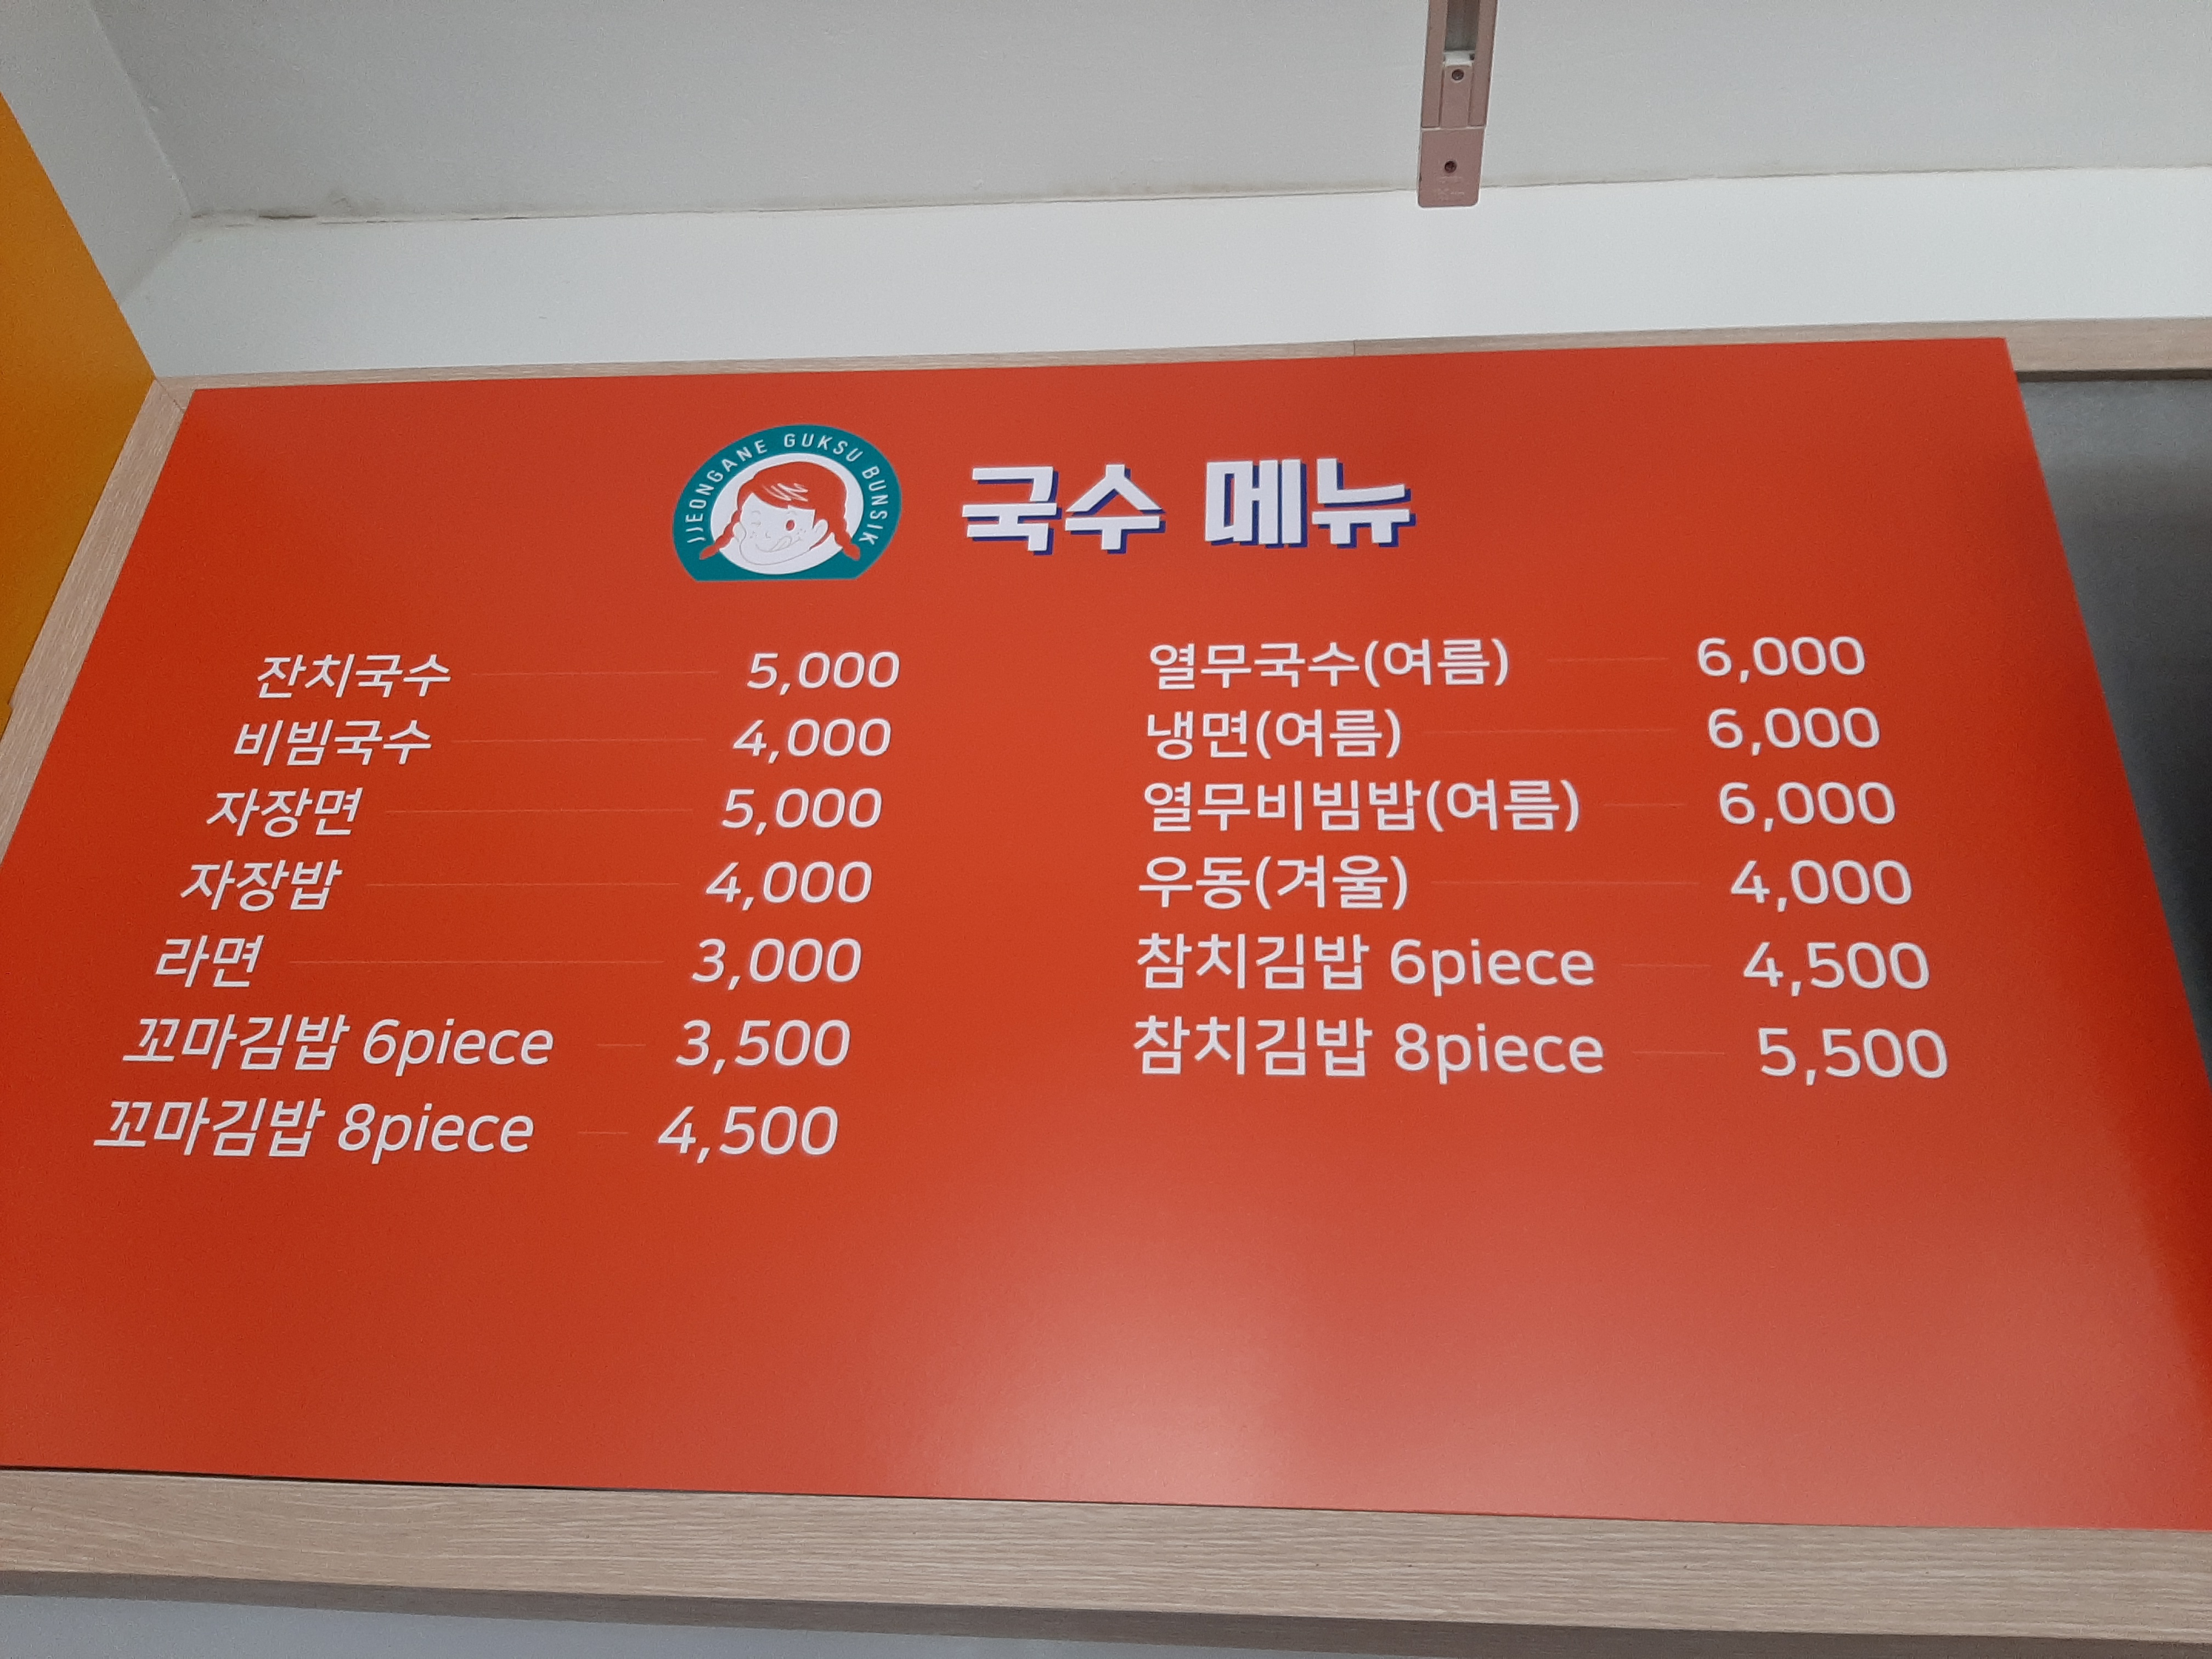 JJEONGANE GUKSU BUNSIK
국수 메뉴
잔치국수 5,000
비빔국수 4,000
자장면 5,000
자장밥 4,000
라면 3,000
꼬마김밥 6piece 3,500
꼬마김밥 8piece 4,500
열무국수(여름) 6,000
냉면(여름) 6,000
열무비빔밥(여름) 6,000
우동(겨울) 4,000
참치김밥 6piece 4,500
참치김밥 8piece 5,500